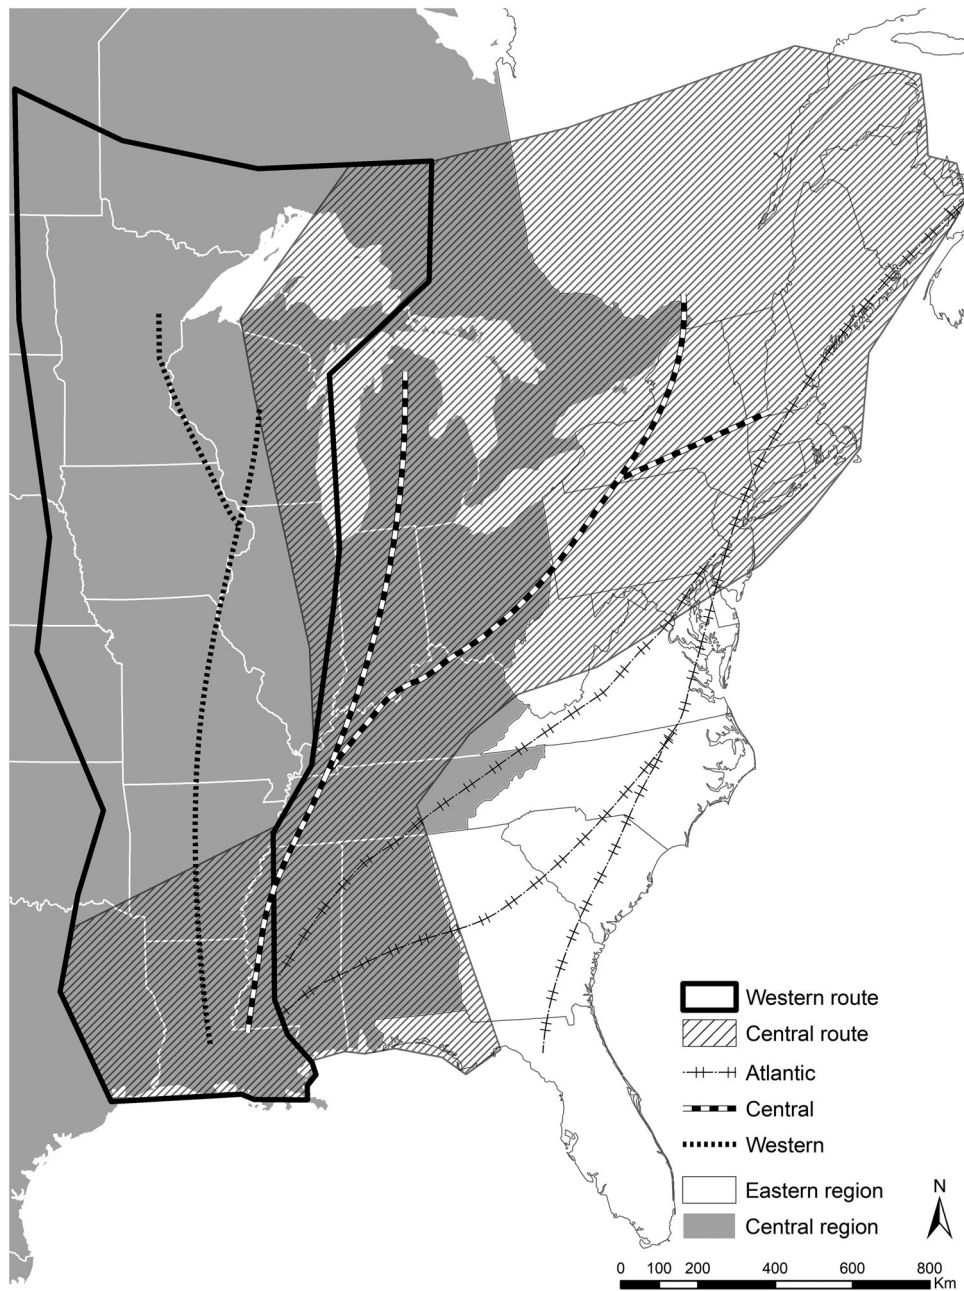 Western route
Central route
Atlantic
Central
Western
Eastern region
Central region
N
0 100 200 400 600 800
Km